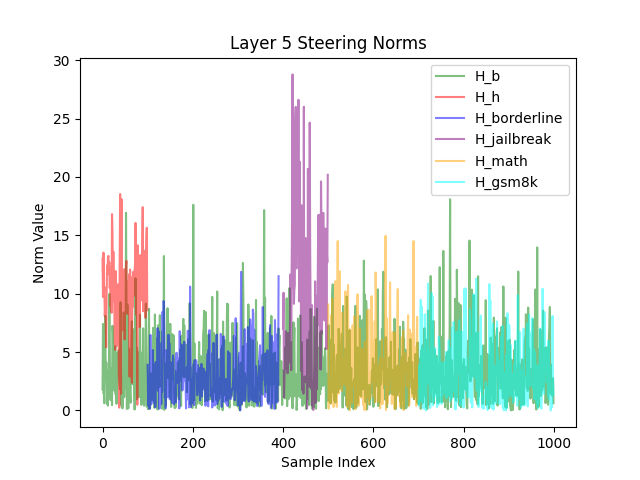 Layer 5 Steering Norms
30
25
20
15
10
5
0
Norm Value
H_b
H_h
H_borderline
H_jailbreak
H_math
H_gsm8k
0 200 400 600 800 1000
Sample Index